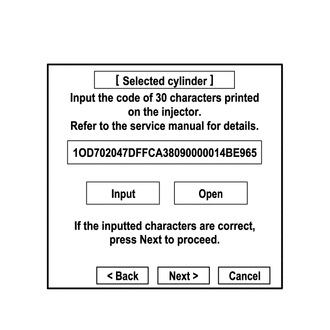 [ Selected cylinder ]
Input the code of 30 characters printed
on the injector.
Refer to the service manual for details.
1OD702047DFFCA38090000014BE965
Input Open
If the inputted characters are correct,
press Next to proceed.
< Back Next > Cancel